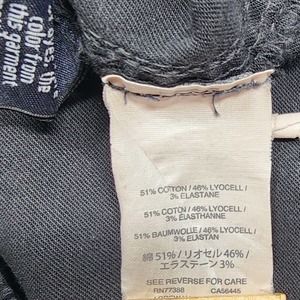 the
color from
this garment
51% COTTON / 46% LYOCELL /
3% ELASTANE
51% COTON / 46% LYOCELL /
3% ELASTHANNE
51% BAUMWOLLE / 46% LYOCELL /
3% ELASTAN
綿 51% / リオセル 46% /
エラステーン 3%
SEE REVERSE FOR CARE
RN77388 CA56445